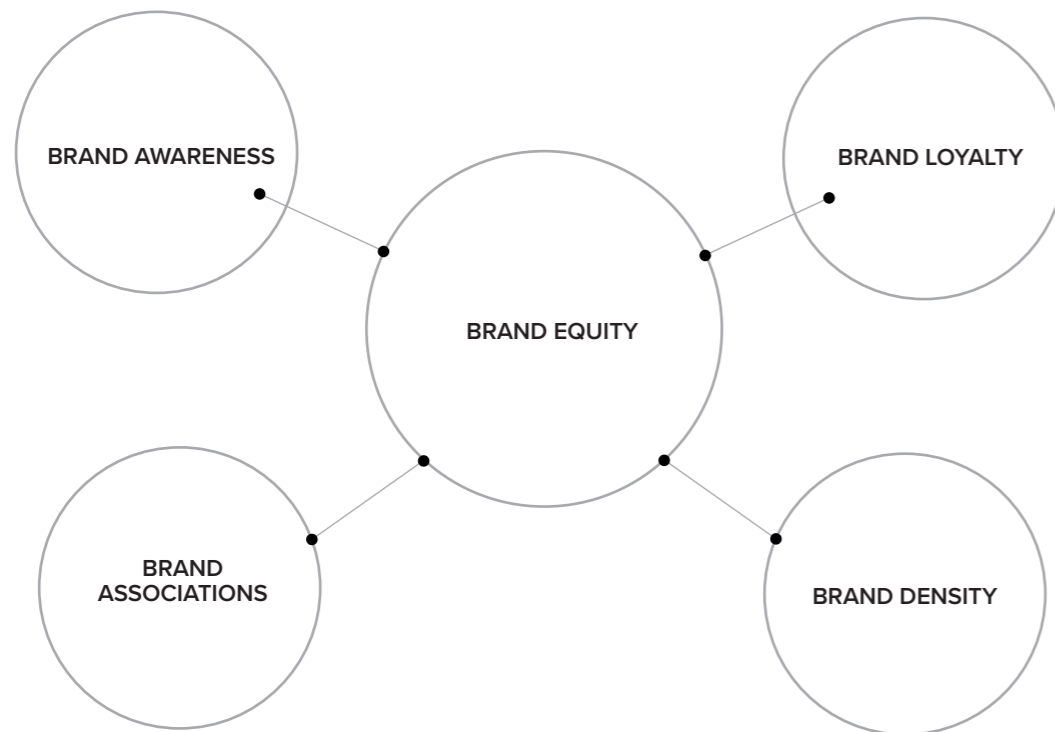 BRAND AWARENESS
BRAND LOYALTY
BRAND EQUITY
BRAND
ASSOCIATIONS
BRAND DENSITY